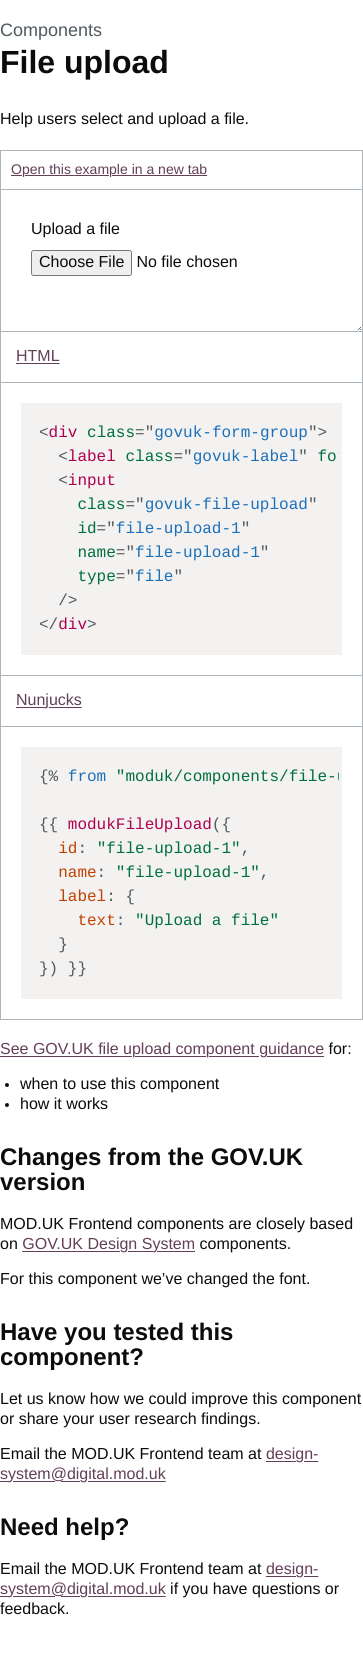 Components
File upload
Help users select and upload a file.
Open this example in a new tab
Upload a file
Choose File No file chosen
HTML
<div class="govuk-form-group">
  <label class="govuk-label" fo
  <input
    class="govuk-file-upload"
    id="file-upload-1"
    name="file-upload-1"
    type="file"
  />
</div>
Nunjucks
{% from "moduk/components/file-
{{ modukFileUpload({
  id: "file-upload-1",
  name: "file-upload-1",
  label: {
    text: "Upload a file"
  }
}) }}
See GOV.UK file upload component guidance for:
• when to use this component
• how it works
Changes from the GOV.UK
version
MOD.UK Frontend components are closely based
on GOV.UK Design System components.
For this component we’ve changed the font.
Have you tested this
component?
Let us know how we could improve this component
or share your user research findings.
Email the MOD.UK Frontend team at design-
system@digital.mod.uk
Need help?
Email the MOD.UK Frontend team at design-
system@digital.mod.uk if you have questions or
feedback.